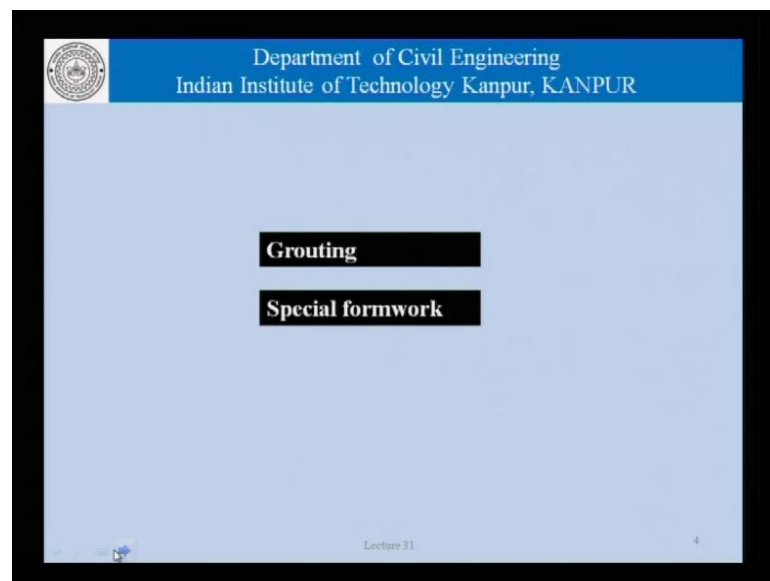 Department of Civil Engineering
Indian Institute of Technology Kanpur, KANPUR
Grouting
Special formwork
Lecture 31
4